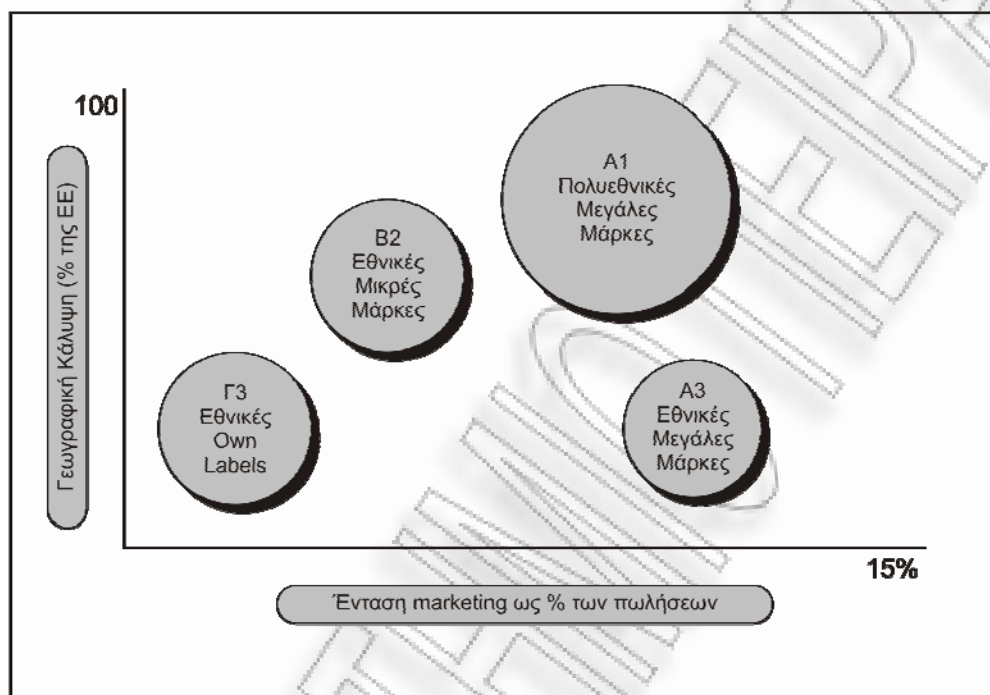 100
Γεωγραφική Κάλυψη (% της ΕΕ)
Α1
Πολυεθνικές
Μεγάλες
Μάρκες
Β2
Εθνικές
Μικρές
Μάρκες
Γ3
Εθνικές
Own
Labels
Α3
Εθνικές
Μεγάλες
Μάρκες
15%
Ένταση marketing ως % των πωλήσεων